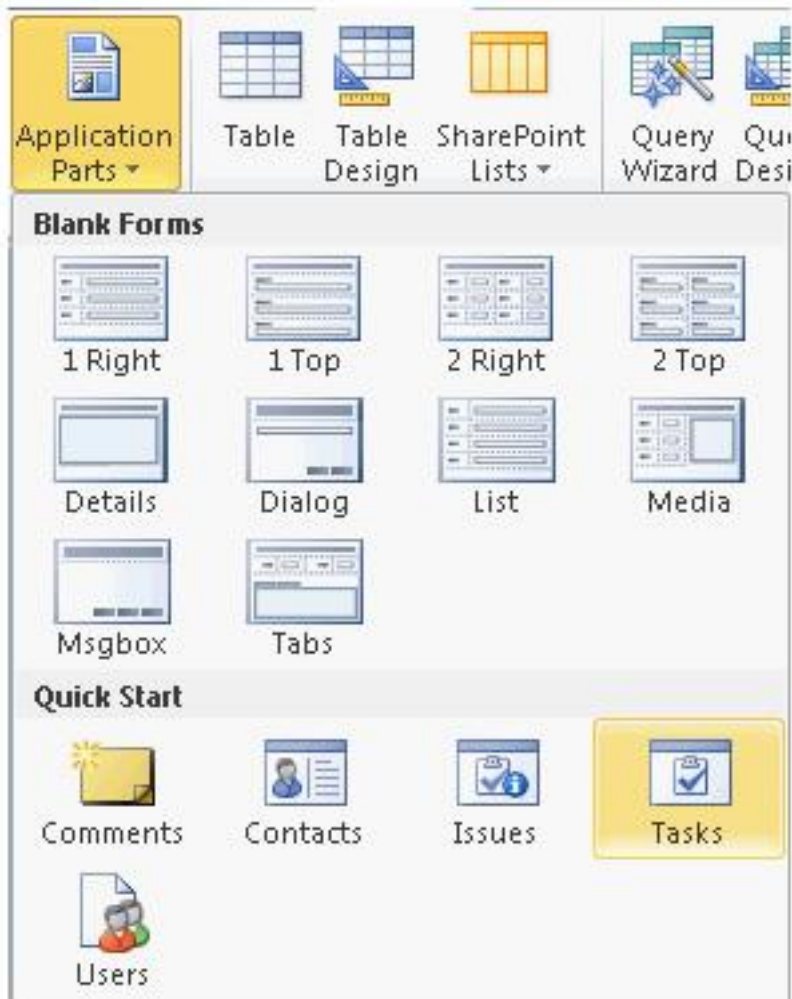 Application Parts
Table
Table Design
SharePoint Lists
Query Wizard
Blank Forms
1 Right
1 Top
2 Right
2 Top
Details
Dialog
List
Media
Msgbox
Tabs
Quick Start
Comments
Contacts
Issues
Tasks
Users